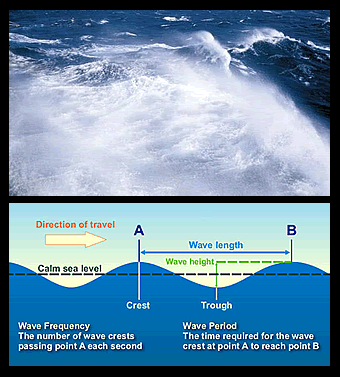 Direction of travel
A
B
Wave length
Wave height
Calm sea level
Crest
Trough
Wave Frequency
The number of wave crests
passing point A each second
Wave Period
The time required for the wave
crest at point A to reach point B